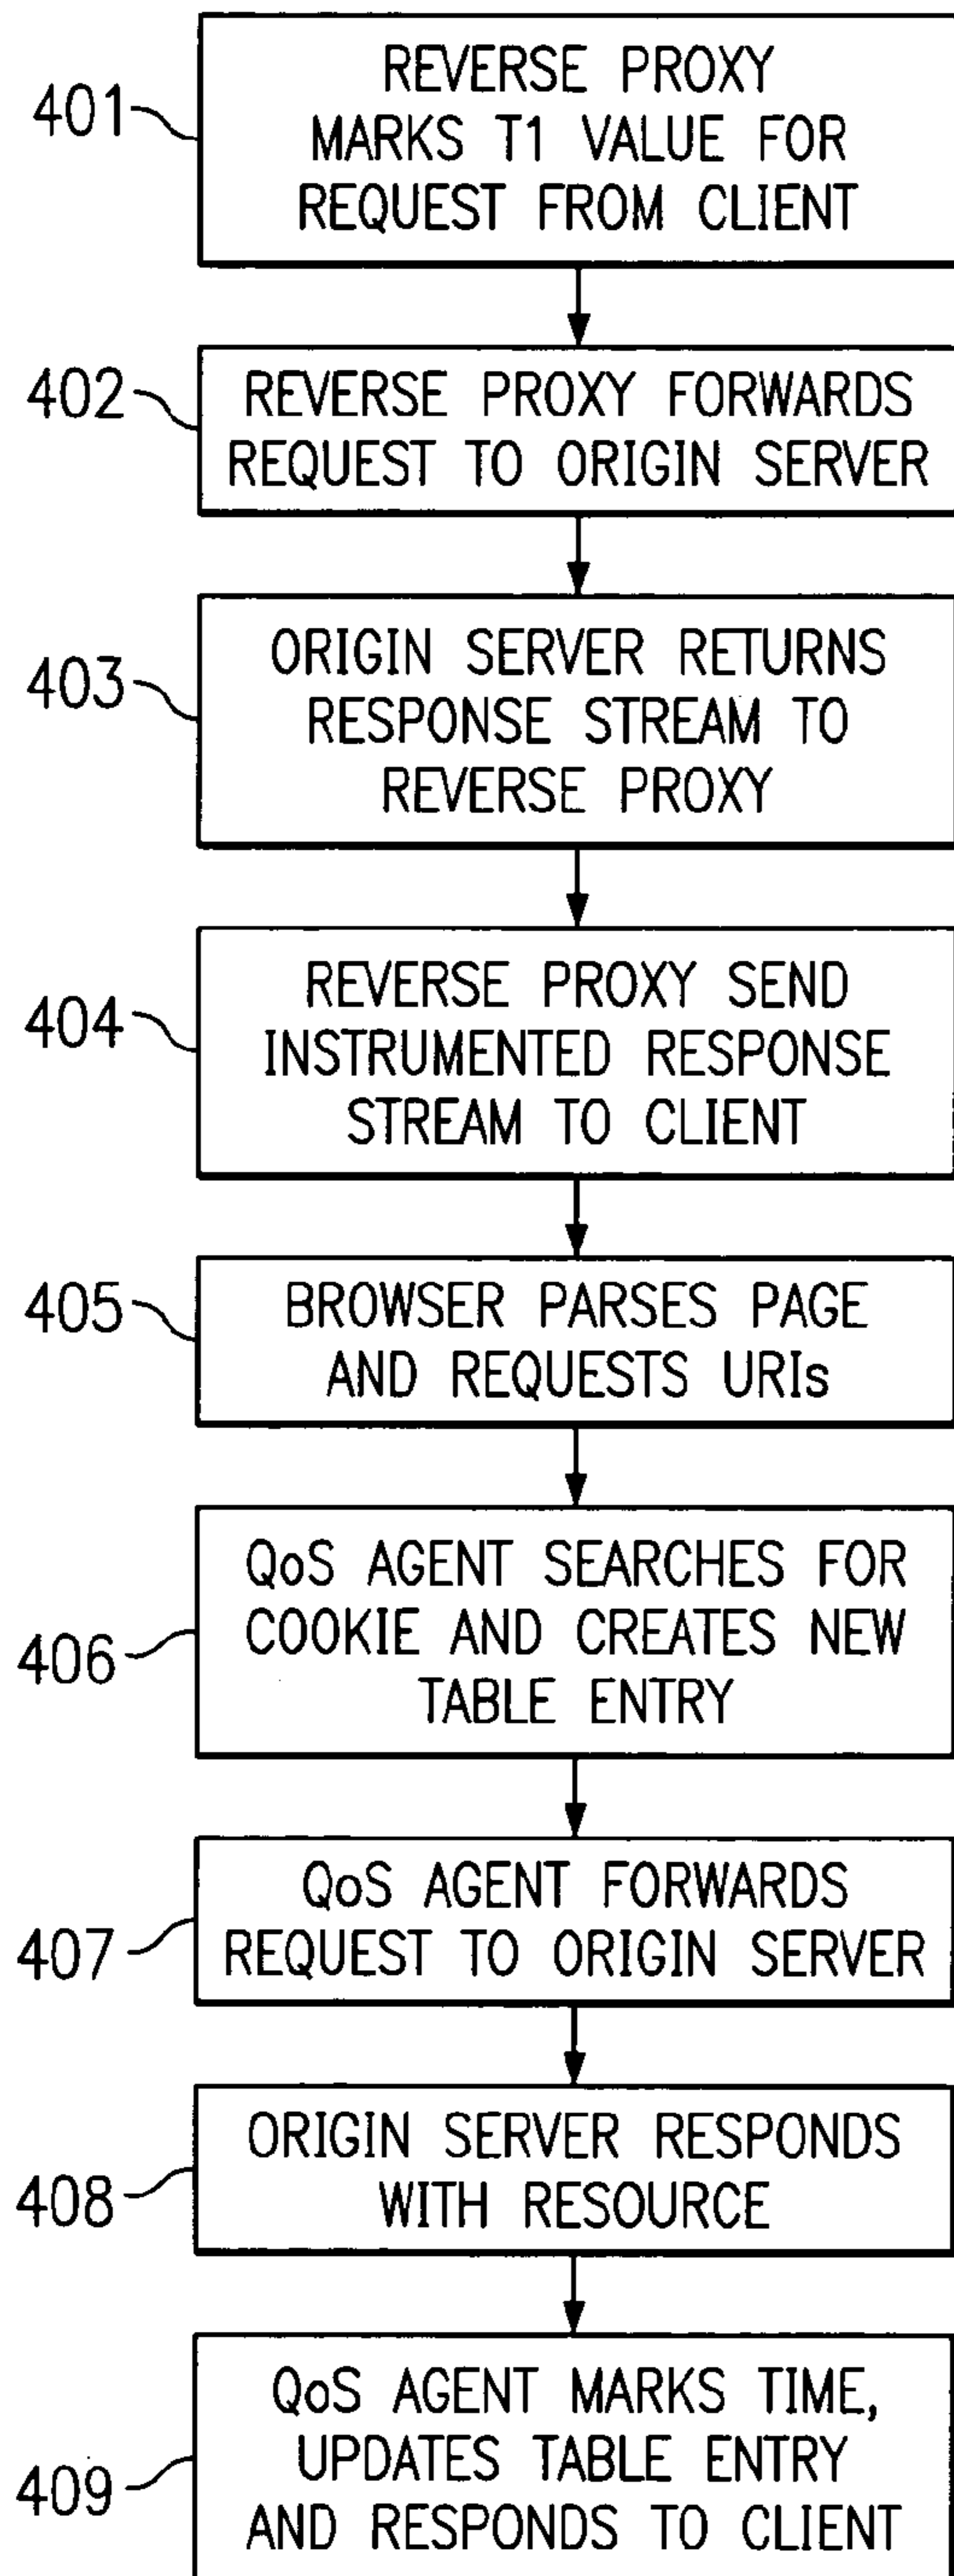 401
REVERSE PROXY
MARKS T1 VALUE FOR
REQUEST FROM CLIENT
402
REVERSE PROXY FORWARDS
REQUEST TO ORIGIN SERVER
403
ORIGIN SERVER RETURNS
RESPONSE STREAM TO
REVERSE PROXY
404
REVERSE PROXY SEND
INSTRUMENTED RESPONSE
STREAM TO CLIENT
405
BROWSER PARSES PAGE
AND REQUESTS URIs
406
QoS AGENT SEARCHES FOR
COOKIE AND CREATES NEW
TABLE ENTRY
407
QoS AGENT FORWARDS
REQUEST TO ORIGIN SERVER
408
ORIGIN SERVER RESPONDS
WITH RESOURCE
409
QoS AGENT MARKS TIME,
UPDATES TABLE ENTRY
AND RESPONDS TO CLIENT